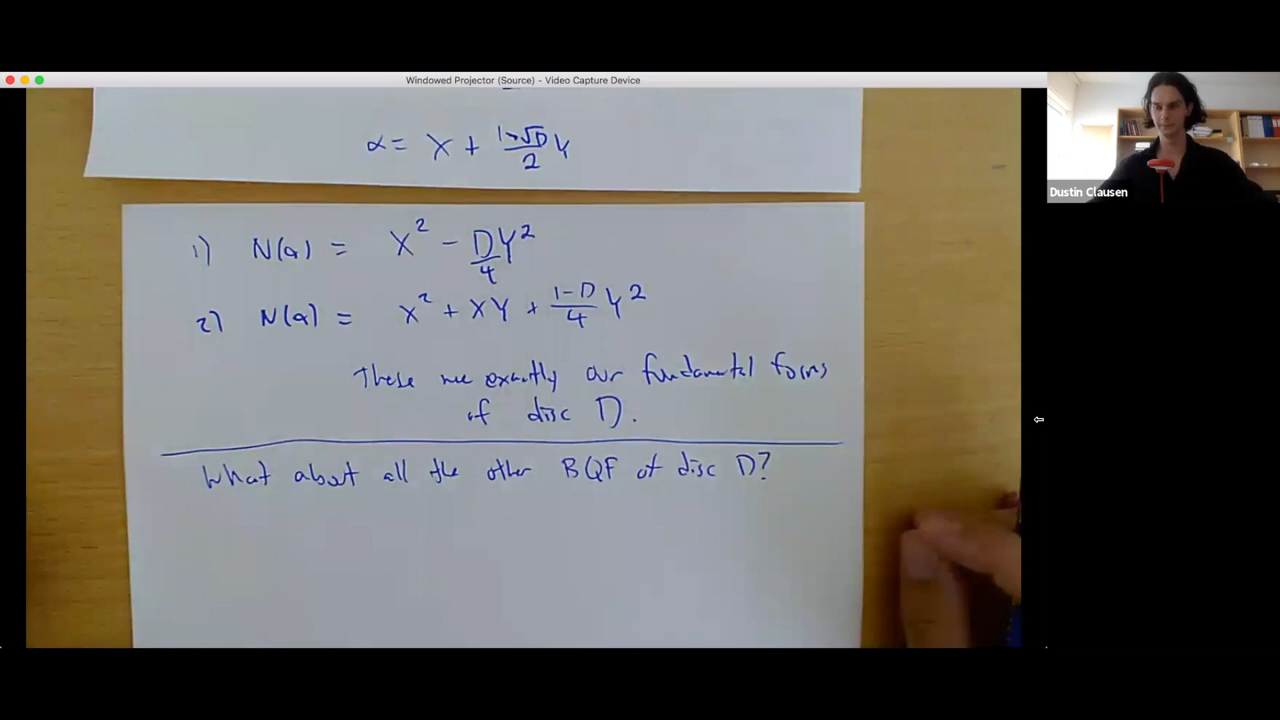 Windowed Projector (Source) - Video Capture Device
α = X + (1+√D)/2 Y
Dustin Clausen
1) N(α) = X² - D/4 Y²
2) N(α) = X² + XY + (1-D)/4 Y²
These are exactly our fundamental forms
of disc D.
What about all the other BQF of disc D?